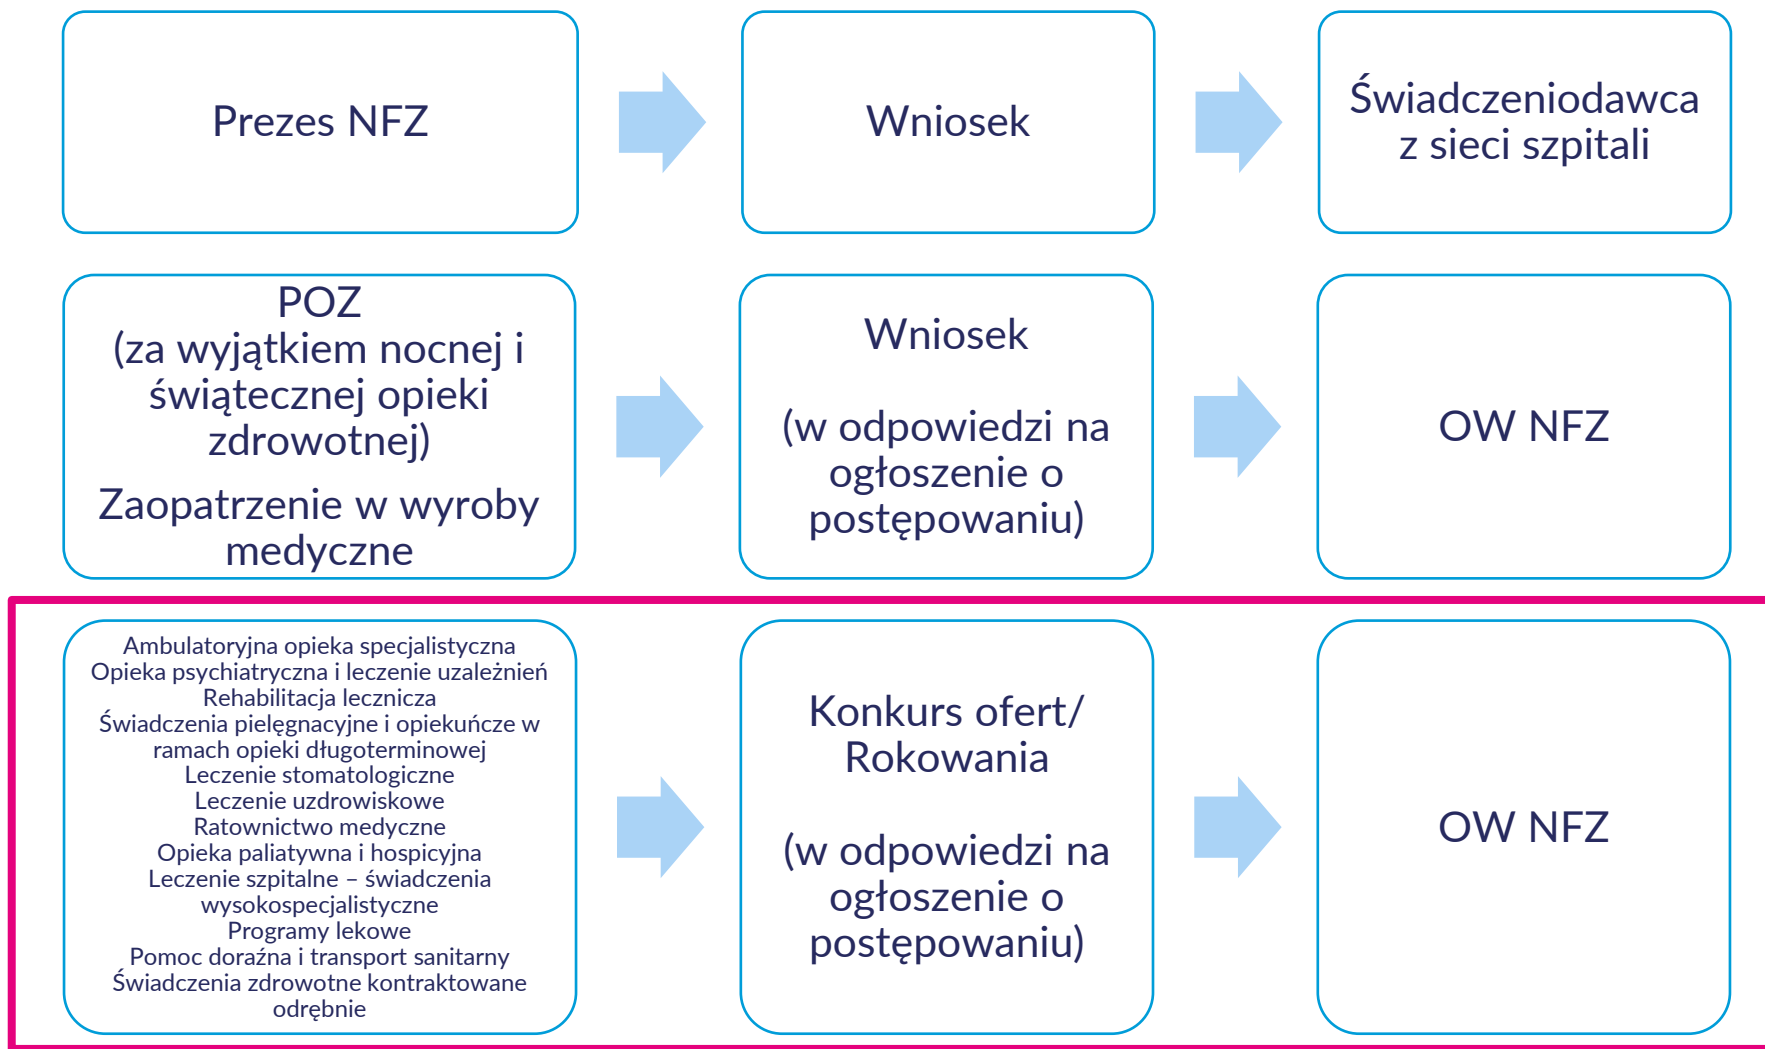 Prezes NFZ
Wniosek
Świadczeniodawca
z sieci szpitali
POZ
(za wyjątkiem nocnej i
świątecznej opieki
zdrowotnej)
Zaopatrzenie w wyroby
medyczne
Wniosek
(w odpowiedzi na
ogłoszenie o
postępowaniu)
OW NFZ
Ambulatoryjna opieka specjalistyczna
Opieka psychiatryczna i leczenie uzależnień
Rehabilitacja lecznicza
Świadczenia pielęgnacyjne i opiekuńcze w
ramach opieki długoterminowej
Leczenie stomatologiczne
Leczenie uzdrowiskowe
Ratownictwo medyczne
Opieka paliatywna i hospicyjna
Leczenie szpitalne – świadczenia
wysokospecjalistyczne
Programy lekowe
Pomoc doraźna i transport sanitarny
Świadczenia zdrowotne kontraktowane
odrębnie
Konkurs ofert/
Rokowania
(w odpowiedzi na
ogłoszenie o
postępowaniu)
OW NFZ